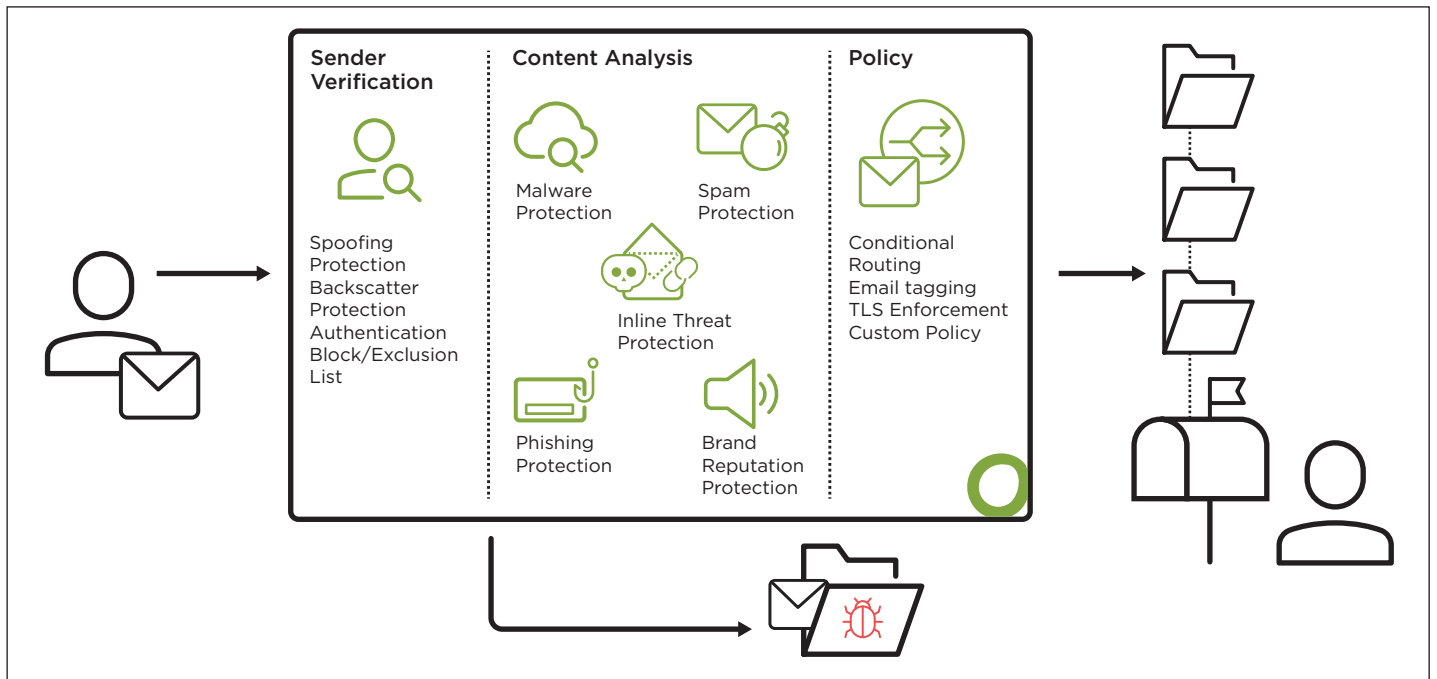 Sender
Verification
Spoofing
Protection
Backscatter
Protection
Authentication
Block/Exclusion
List
Content Analysis
Malware
Protection
Spam
Protection
Inline Threat
Protection
Phishing
Protection
Brand
Reputation
Protection
Policy
Conditional
Routing
Email tagging
TLS Enforcement
Custom Policy